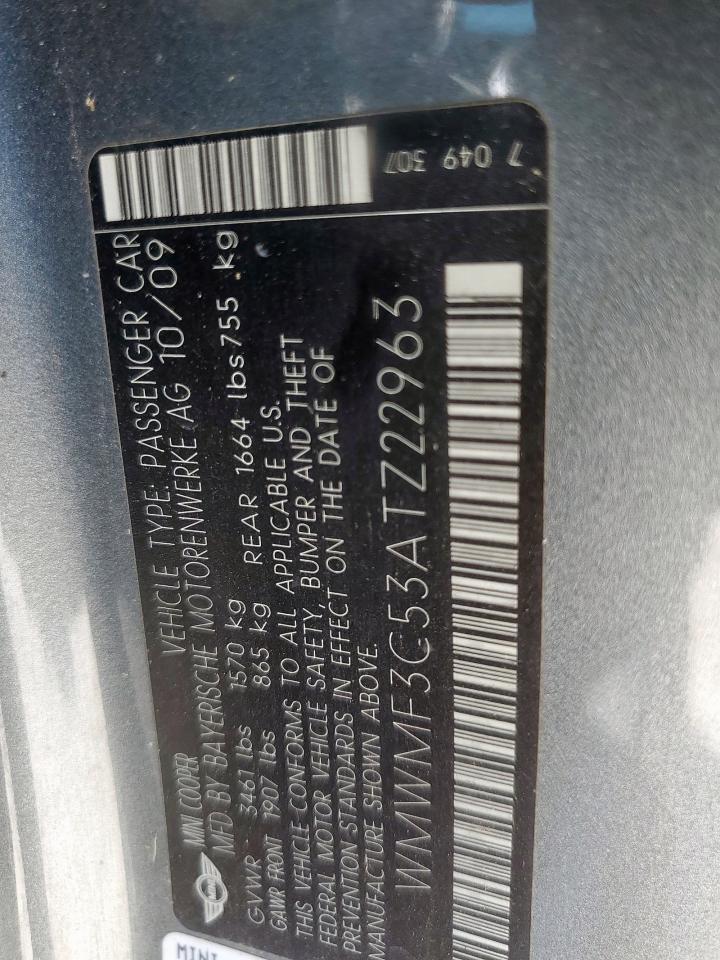 7 049 307
MINI COOPER VEHICLE TYPE: PASSENGER CAR
MFD BY BAYERISCHE MOTORENWERKE AG 10/09
GVWR 3461 lbs 1570 kg
GAWR FRONT 1907 lbs 865 kg REAR 1664 lbs 755 kg
THIS VEHICLE CONFORMS TO ALL APPLICABLE U.S.
FEDERAL MOTOR VEHICLE SAFETY, BUMPER AND THEFT
PREVENTION STANDARDS IN EFFECT ON THE DATE OF
MANUFACTURE SHOWN ABOVE.
WMWMF3C53ATZ22963
MINI